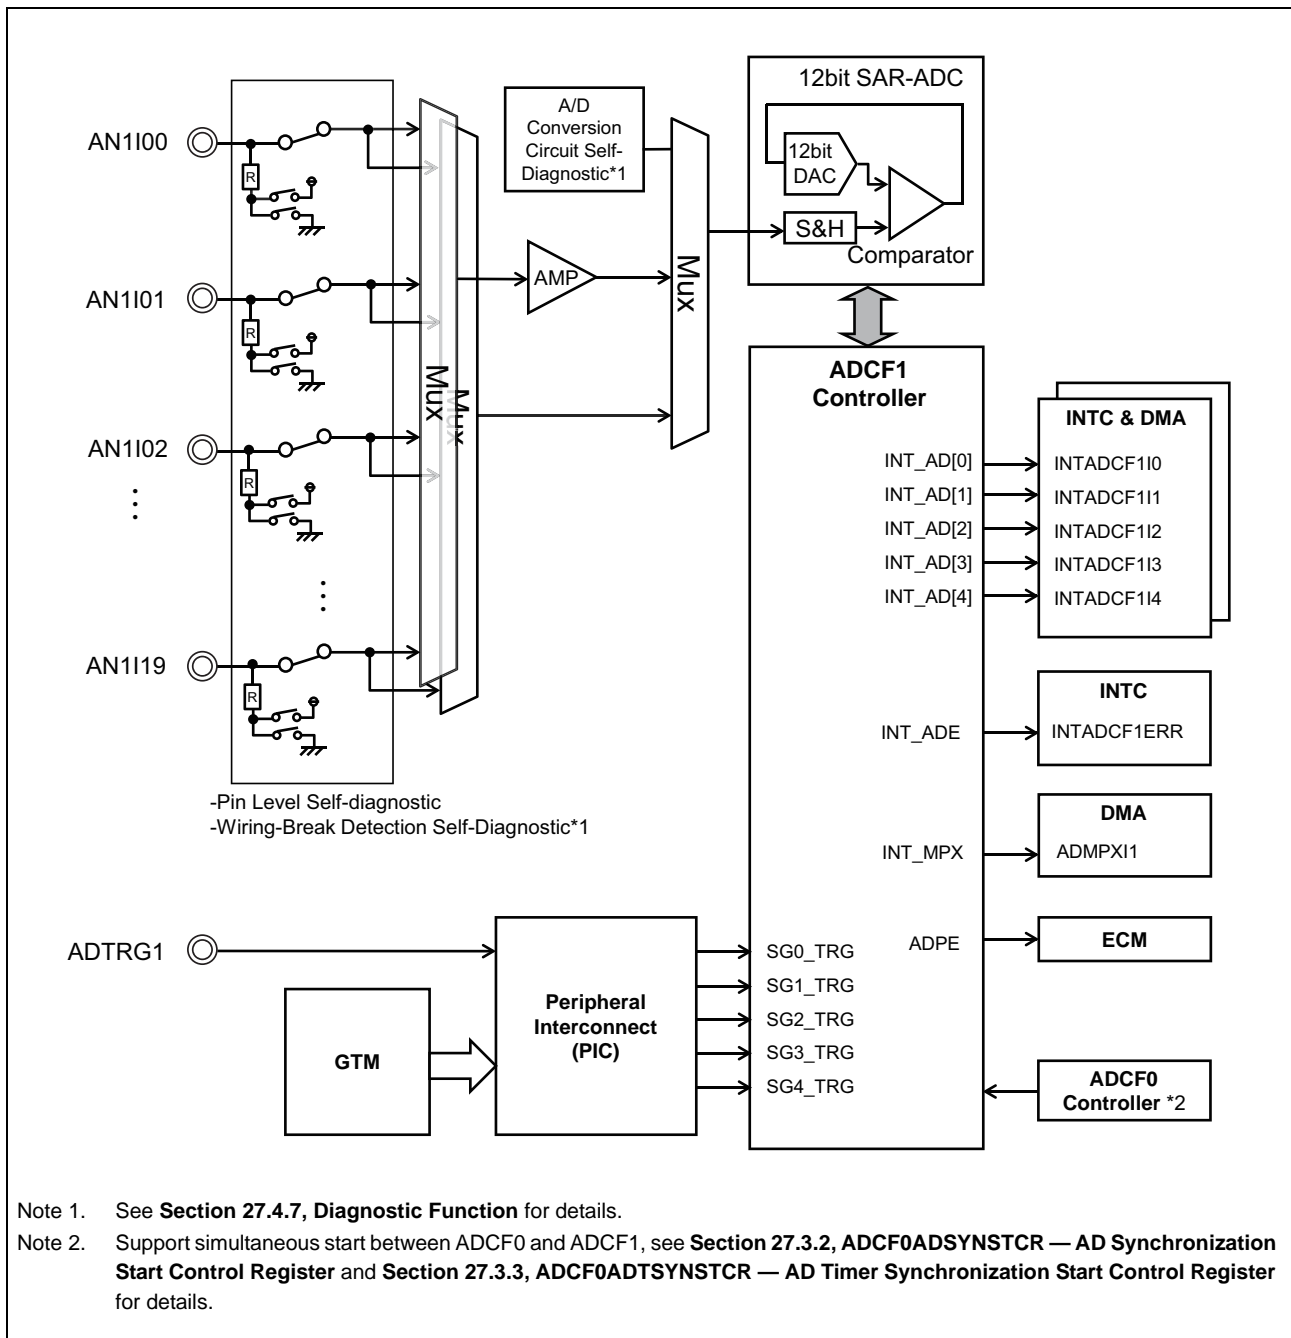 12bit SAR-ADC
A/D
Conversion
Circuit Self-
Diagnostic*1
12bit
DAC
S&H
Comparator
AN1I00
R
AN1I01
R
AMP
Mux
Mux
Mux
AN1I02
R
⋮
⋮
AN1I19
R
-Pin Level Self-diagnostic
-Wiring-Break Detection Self-Diagnostic*1
ADCF1
Controller
INT_AD[0]
INT_AD[1]
INT_AD[2]
INT_AD[3]
INT_AD[4]
INTC & DMA
INTADCF1I0
INTADCF1I1
INTADCF1I2
INTADCF1I3
INTADCF1I4
INT_ADE
INTC
INTADCF1ERR
INT_MPX
DMA
ADMPXI1
ADPE
ECM
ADTRG1
GTM
Peripheral
Interconnect
(PIC)
SG0_TRG
SG1_TRG
SG2_TRG
SG3_TRG
SG4_TRG
ADCF0
Controller *2
Note 1. See Section 27.4.7, Diagnostic Function for details.
Note 2. Support simultaneous start between ADCF0 and ADCF1, see Section 27.3.2, ADCF0ADSYNSTCR — AD Synchronization
Start Control Register and Section 27.3.3, ADCF0ADTSYNSTCR — AD Timer Synchronization Start Control Register
for details.